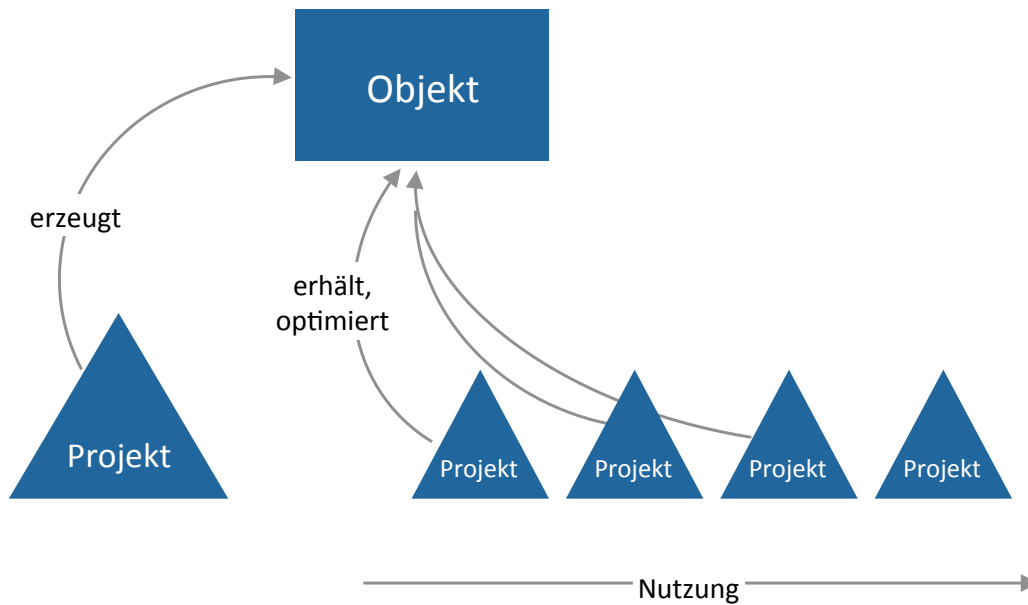 Objekt
erzeugt
erhält,
optimiert
Projekt
Projekt
Projekt
Projekt
Projekt
Nutzung